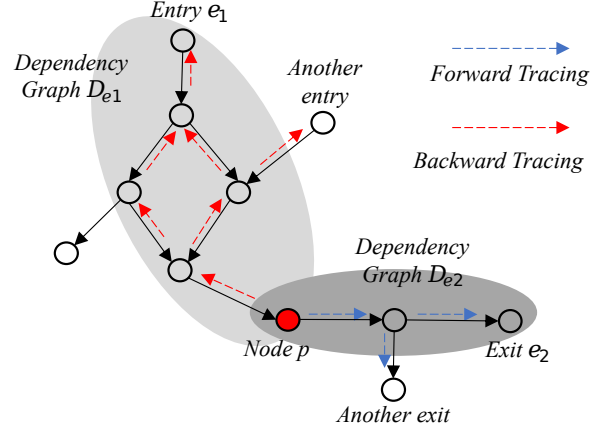 Entry e1
Dependency
Graph De1
Another
entry
Forward Tracing
Backward Tracing
Dependency
Graph De2
Node p
Exit e2
Another exit